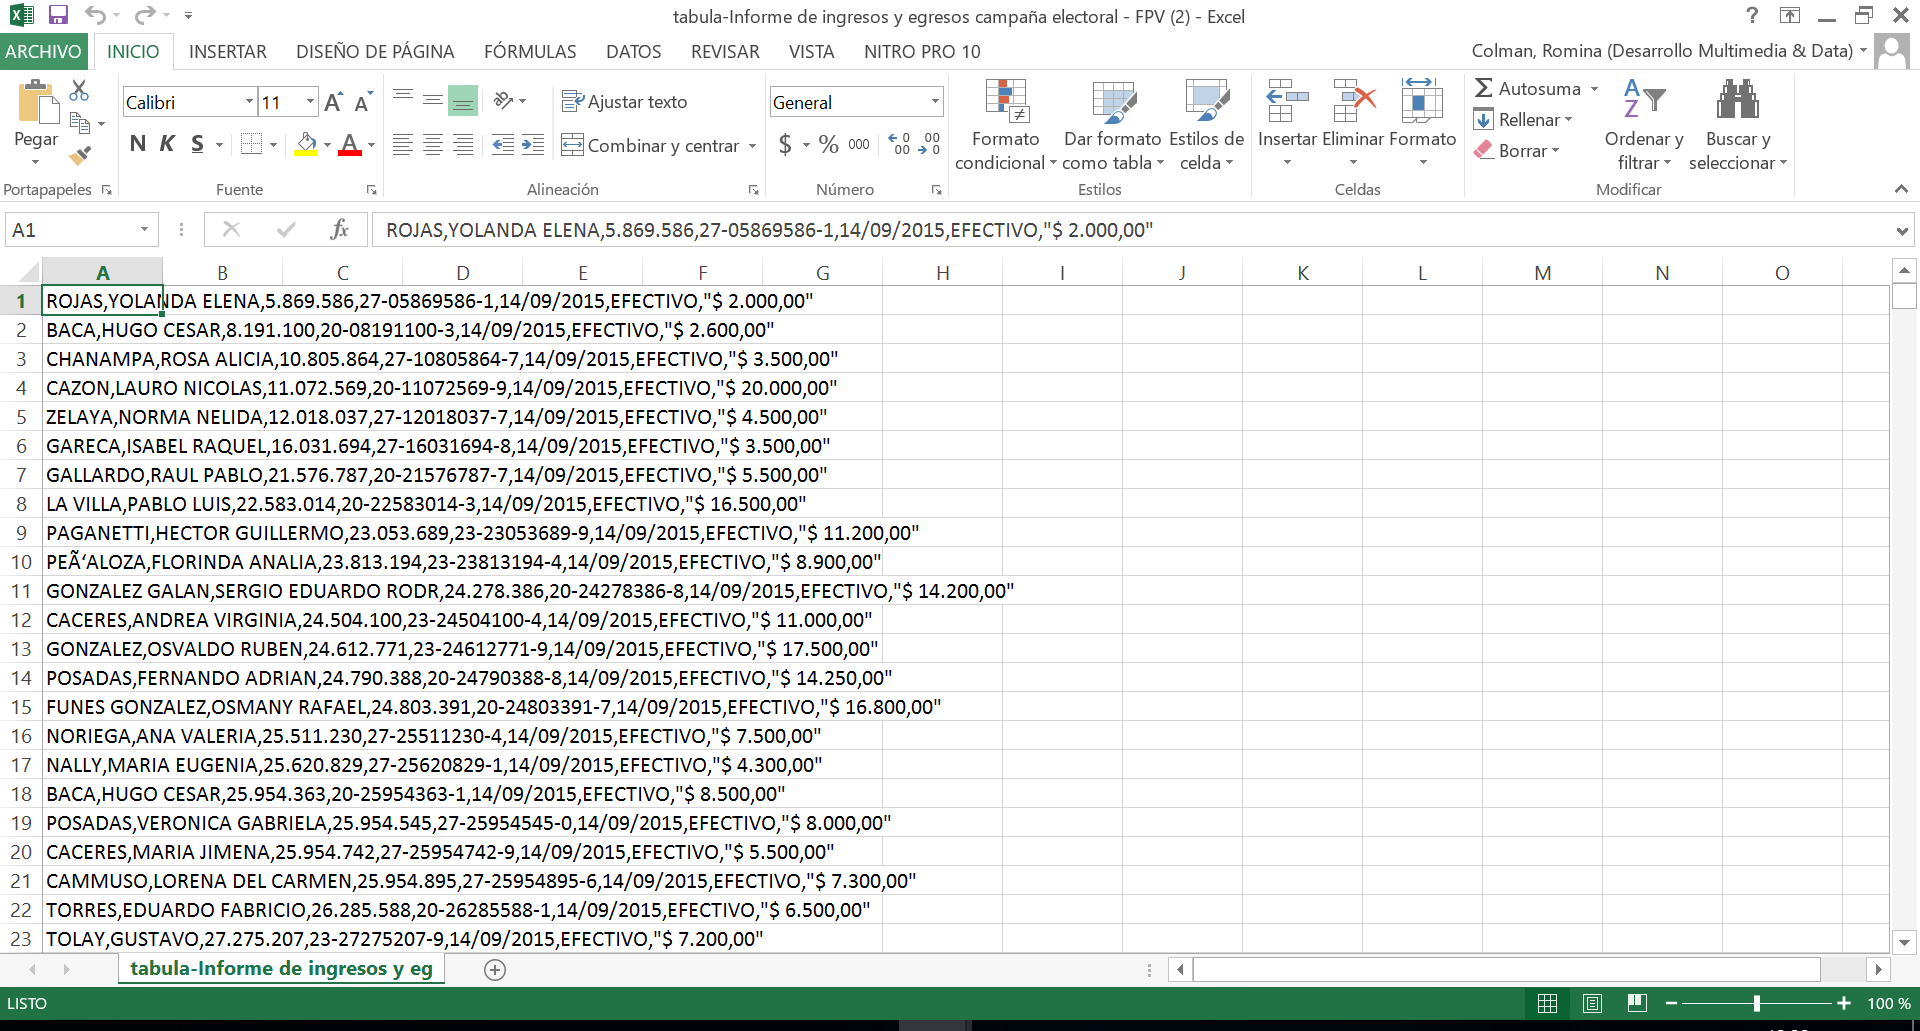 tabula-Informe de ingresos y egresos campaña electoral - FPV (2) - Excel
ARCHIVO INICIO INSERTAR DISEÑO DE PÁGINA FÓRMULAS DATOS REVISAR VISTA NITRO PRO 10 Colman, Romina (Desarrollo Multimedia & Data)
Pegar
Portapapeles
Calibri 11
N K S
Fuente
Ajustar texto
Combinar y centrar
Alineación
General
$ % 000
Número
Formato condicional
Dar formato como tabla
Estilos de celda
Estilos
Insertar Eliminar Formato
Celdas
Autosuma
Rellenar
Borrar
Ordenar y filtrar
Buscar y seleccionar
Modificar
A1 fx ROJAS,YOLANDA ELENA,5.869.586,27-05869586-1,14/09/2015,EFECTIVO,"$ 2.000,00"
A B C D E F G H I J K L M N O
1 ROJAS,YOLANDA ELENA,5.869.586,27-05869586-1,14/09/2015,EFECTIVO,"$ 2.000,00"
2 BACA,HUGO CESAR,8.191.100,20-08191100-3,14/09/2015,EFECTIVO,"$ 2.600,00"
3 CHANAMPA,ROSA ALICIA,10.805.864,27-10805864-7,14/09/2015,EFECTIVO,"$ 3.500,00"
4 CAZON,LAURO NICOLAS,11.072.569,20-11072569-9,14/09/2015,EFECTIVO,"$ 20.000,00"
5 ZELAYA,NORMA NELIDA,12.018.037,27-12018037-7,14/09/2015,EFECTIVO,"$ 4.500,00"
6 GARECA,ISABEL RAQUEL,16.031.694,27-16031694-8,14/09/2015,EFECTIVO,"$ 3.500,00"
7 GALLARDO,RAUL PABLO,21.576.787,20-21576787-7,14/09/2015,EFECTIVO,"$ 5.500,00"
8 LA VILLA,PABLO LUIS,22.583.014,20-22583014-3,14/09/2015,EFECTIVO,"$ 16.500,00"
9 PAGANETTI,HECTOR GUILLERMO,23.053.689,23-23053689-9,14/09/2015,EFECTIVO,"$ 11.200,00"
10 PEÃ‘ALOZA,FLORINDA ANALIA,23.813.194,23-23813194-4,14/09/2015,EFECTIVO,"$ 8.900,00"
11 GONZALEZ GALAN,SERGIO EDUARDO RODR,24.278.386,20-24278386-8,14/09/2015,EFECTIVO,"$ 14.200,00"
12 CACERES,ANDREA VIRGINIA,24.504.100,23-24504100-4,14/09/2015,EFECTIVO,"$ 11.000,00"
13 GONZALEZ,OSVALDO RUBEN,24.612.771,23-24612771-9,14/09/2015,EFECTIVO,"$ 17.500,00"
14 POSADAS,FERNANDO ADRIAN,24.790.388,20-24790388-8,14/09/2015,EFECTIVO,"$ 14.250,00"
15 FUNES GONZALEZ,OSMANY RAFAEL,24.803.391,20-24803391-7,14/09/2015,EFECTIVO,"$ 16.800,00"
16 NORIEGA,ANA VALERIA,25.511.230,27-25511230-4,14/09/2015,EFECTIVO,"$ 7.500,00"
17 NALLY,MARIA EUGENIA,25.620.829,27-25620829-1,14/09/2015,EFECTIVO,"$ 4.300,00"
18 BACA,HUGO CESAR,25.954.363,20-25954363-1,14/09/2015,EFECTIVO,"$ 8.500,00"
19 POSADAS,VERONICA GABRIELA,25.954.545,27-25954545-0,14/09/2015,EFECTIVO,"$ 8.000,00"
20 CACERES,MARIA JIMENA,25.954.742,27-25954742-9,14/09/2015,EFECTIVO,"$ 5.500,00"
21 CAMMUSO,LORENA DEL CARMEN,25.954.895,27-25954895-6,14/09/2015,EFECTIVO,"$ 7.300,00"
22 TORRES,EDUARDO FABRICIO,26.285.588,20-26285588-1,14/09/2015,EFECTIVO,"$ 6.500,00"
23 TOLAY,GUSTAVO,27.275.207,23-27275207-9,14/09/2015,EFECTIVO,"$ 7.200,00"
tabula-Informe de ingresos y eg
LISTO 100 %